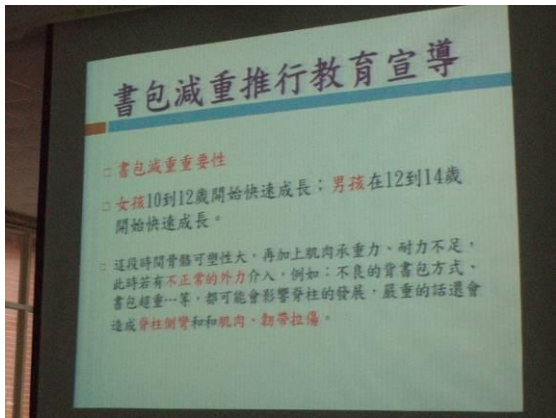 書包減重推行教育宣導
書包減重重要性
女孩10到12歲開始快速成長；男孩在12到14歲
開始快速成長。
這段時間骨骼可塑性大，再加上肌肉承重力、耐力不足，
此時若有不正常的外力介入，例如：不良的背書包方式、
書包超重…等，都可能會影響脊柱的發展，嚴重的話還會
造成脊柱側彎和和肌肉、韌帶拉傷。